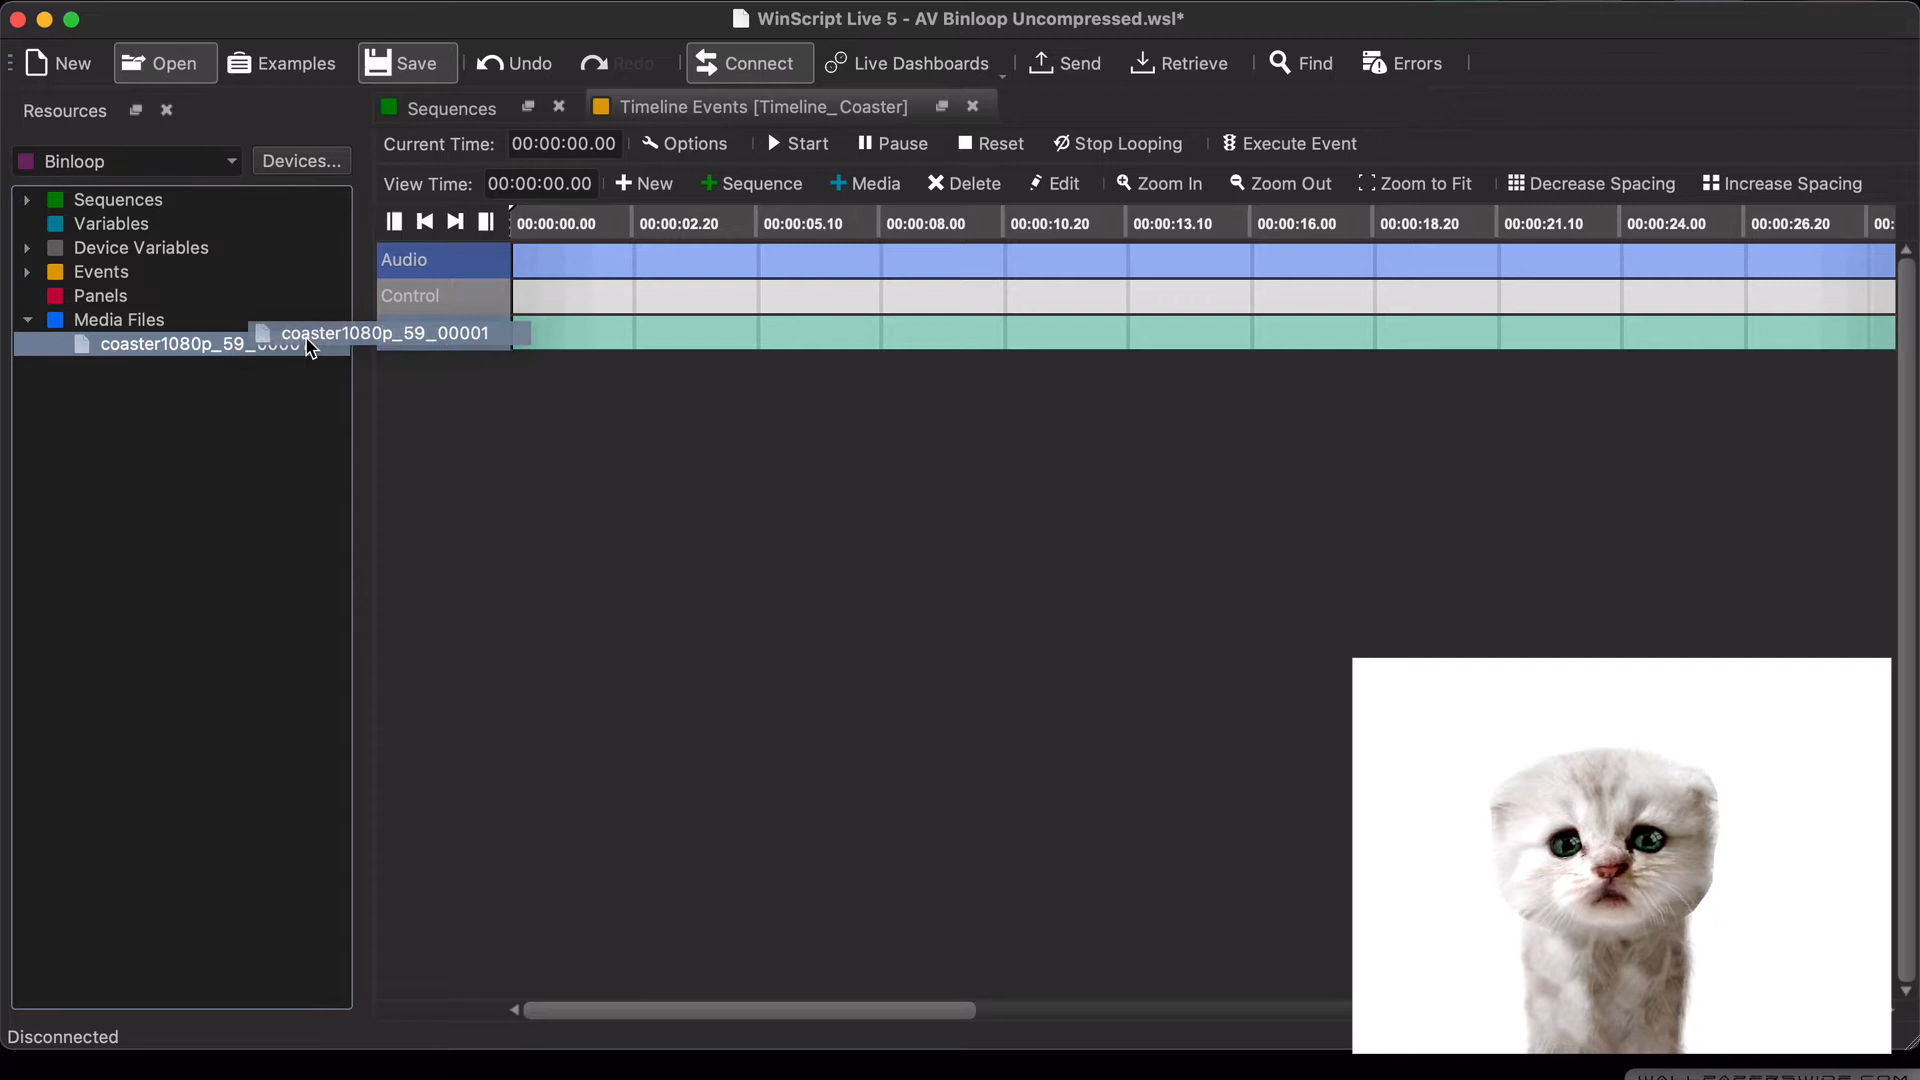 WinScript Live 5 - AV Binloop Uncompressed.wsl*
New Open Examples Save Undo Redo Connect Live Dashboards Send Retrieve Find Errors
Resources
Sequences Timeline Events [Timeline_Coaster]
Current Time: 00:00:00.00 Options Start Pause Reset Stop Looping Execute Event
Binloop Devices...
View Time: 00:00:00.00 New Sequence Media Delete Edit Zoom In Zoom Out Zoom to Fit Decrease Spacing Increase Spacing
00:00:00.00 00:00:02.20 00:00:05.10 00:00:08.00 00:00:10.20 00:00:13.10 00:00:16.00 00:00:18.20 00:00:21.10 00:00:24.00 00:00:26.20 00:
Sequences
Variables
Device Variables
Events
Panels
Media Files
coaster1080p_59_0000
Audio
Control
coaster1080p_59_00001
Disconnected